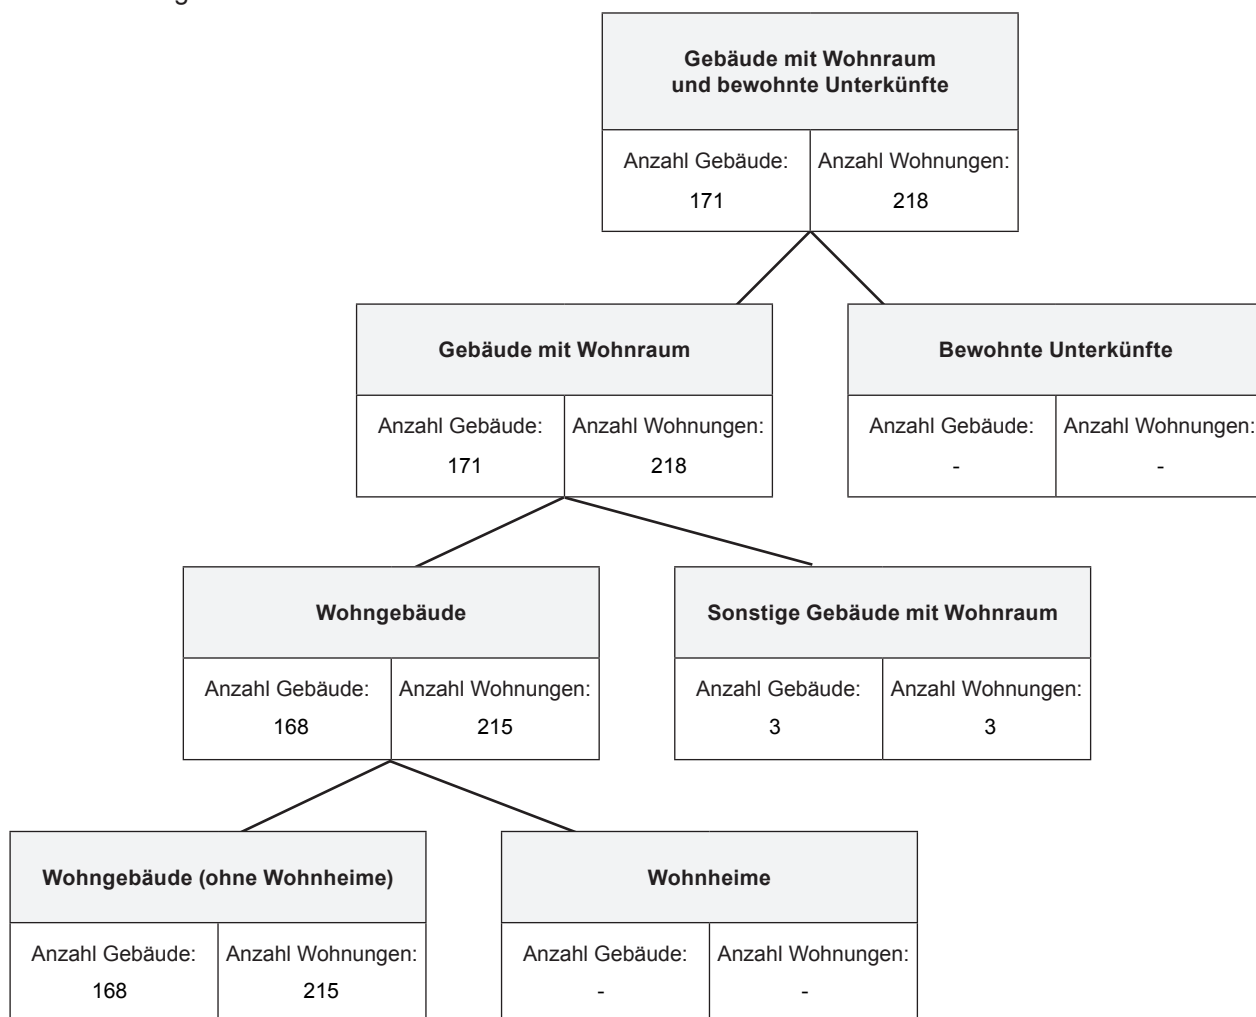 Gebäude mit Wohnraum
und bewohnte Unterkünfte
Anzahl Gebäude: Anzahl Wohnungen:
171 218
Gebäude mit Wohnraum
Anzahl Gebäude: Anzahl Wohnungen:
171 218
Bewohnte Unterkünfte
Anzahl Gebäude: Anzahl Wohnungen:
- -
Wohngebäude
Anzahl Gebäude: Anzahl Wohnungen:
168 215
Sonstige Gebäude mit Wohnraum
Anzahl Gebäude: Anzahl Wohnungen:
3 3
Wohngebäude (ohne Wohnheime)
Anzahl Gebäude: Anzahl Wohnungen:
168 215
Wohnheime
Anzahl Gebäude: Anzahl Wohnungen:
- -